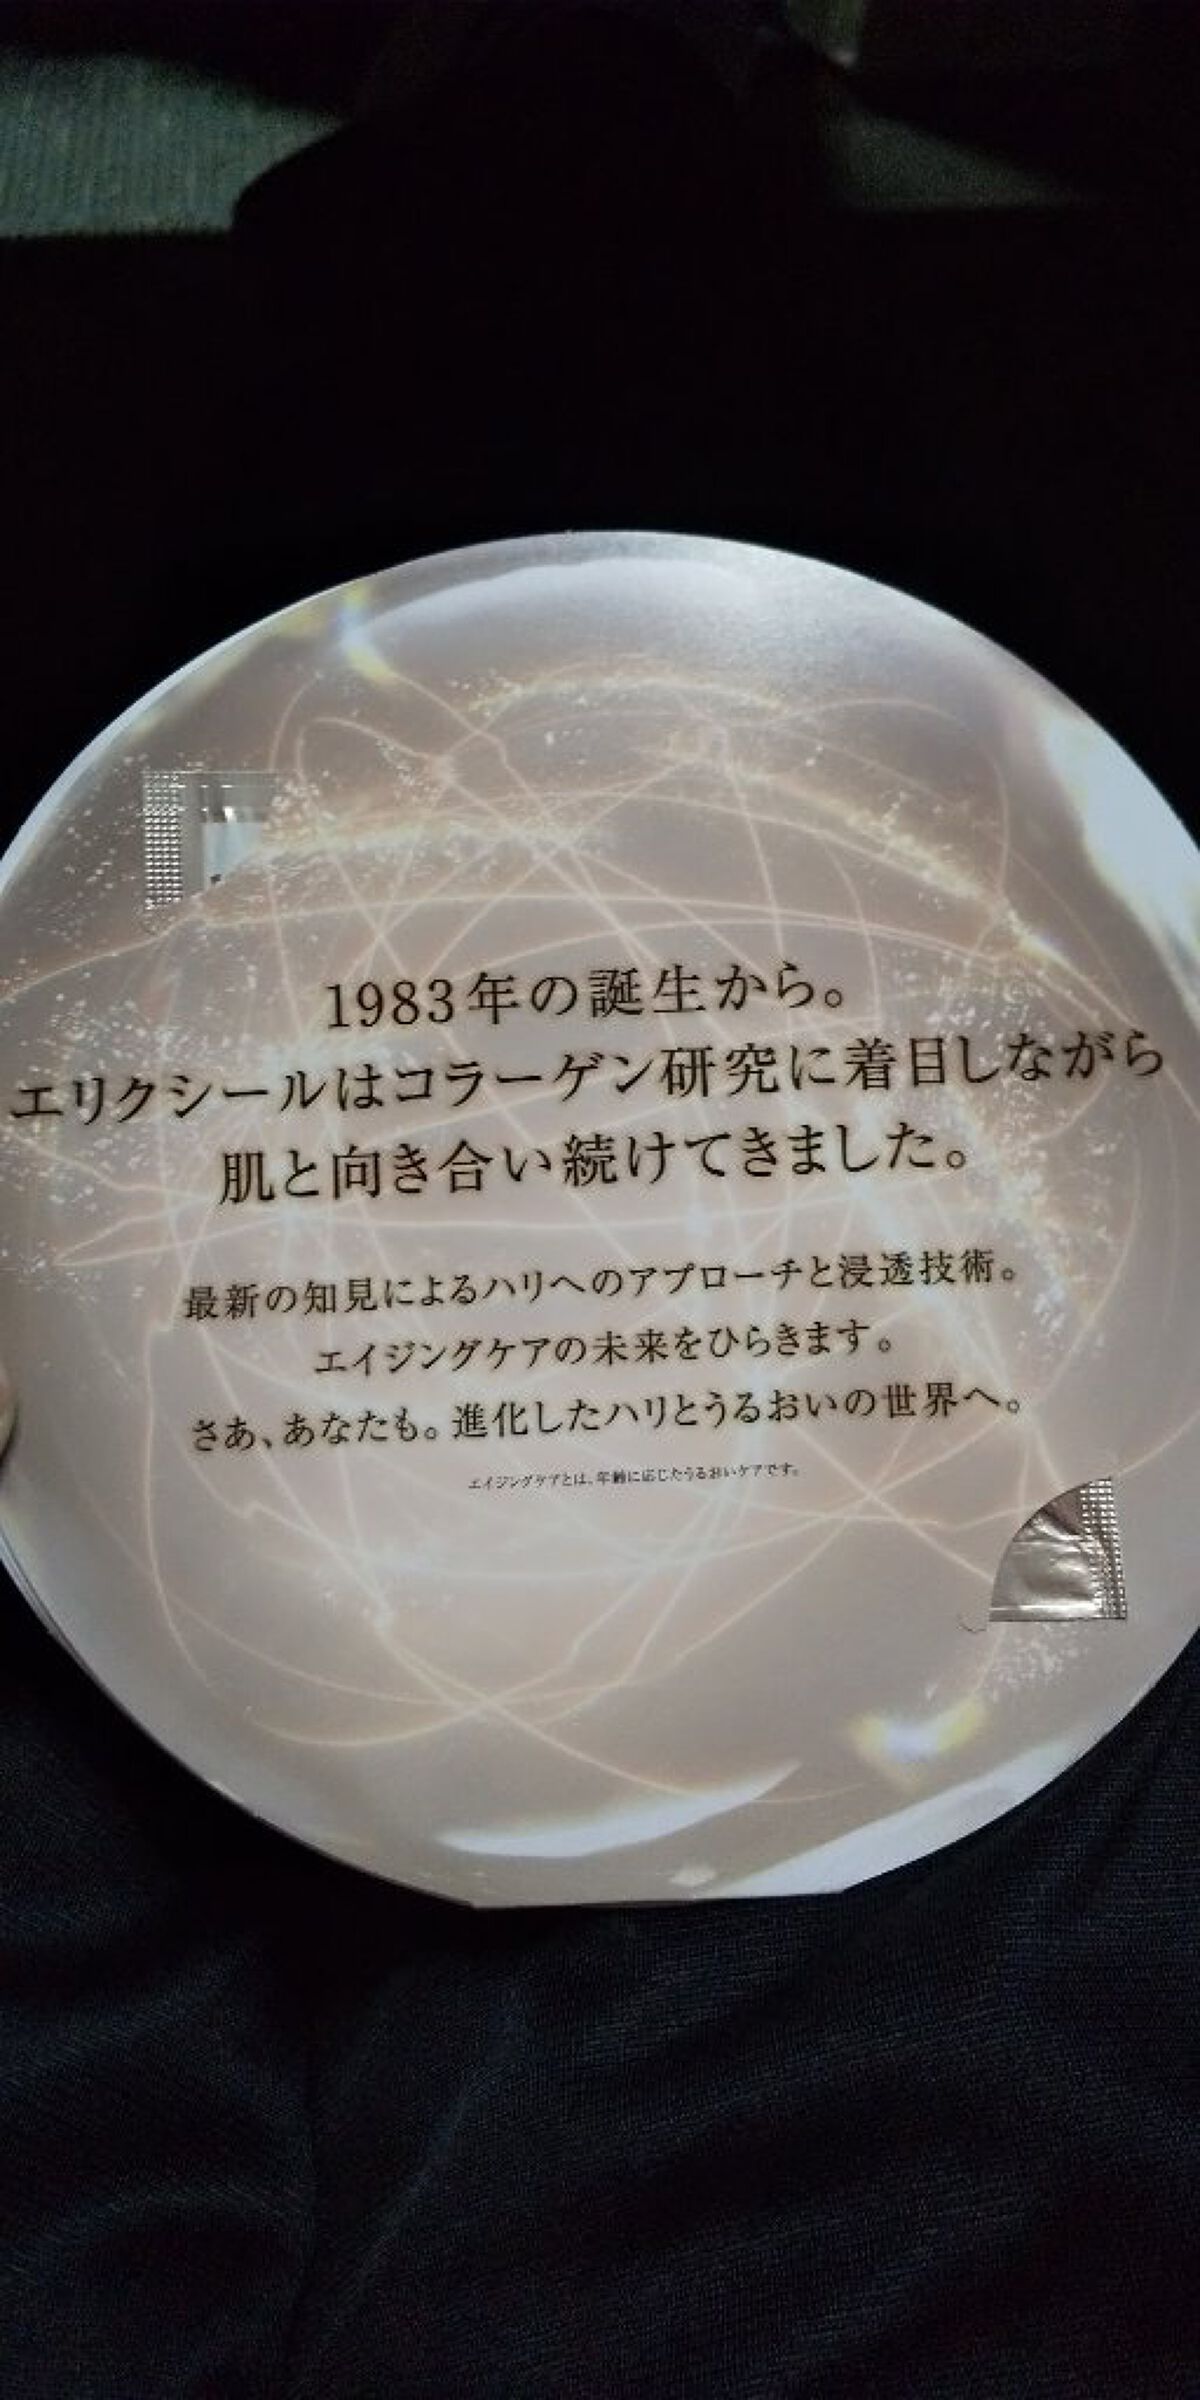 1983年の誕生から。
エリクシールはコラーゲン研究に着目しながら
肌と向き合い続けてきました。
最新の知見によるハリへのアプローチと浸透技術。
エイジングケアの未来をひらきます。
さあ、あなたも。進化したハリとうるおいの世界へ。
エイジングケアとは、年齢に応じたうるおいケアです。